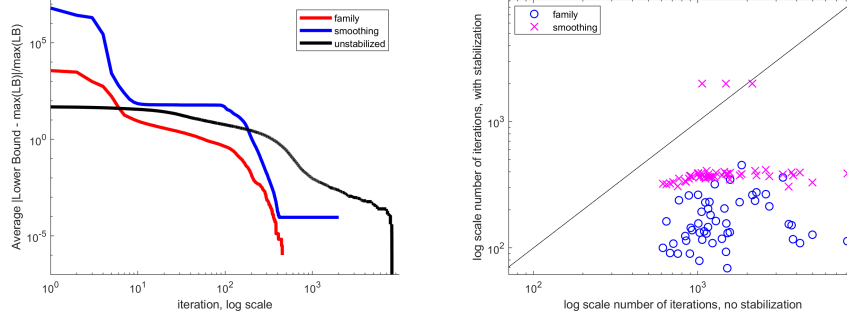 family
smoothing
unstabilized
Average |Lower Bound - max(LB)|/max(LB)
10^5
10^0
10^-5
10^0
10^1
10^2
10^3
iteration, log scale
family
smoothing
log scale number of iterations, with stabilization
10^3
10^2
10^2
10^3
log scale number of iterations, no stabilization